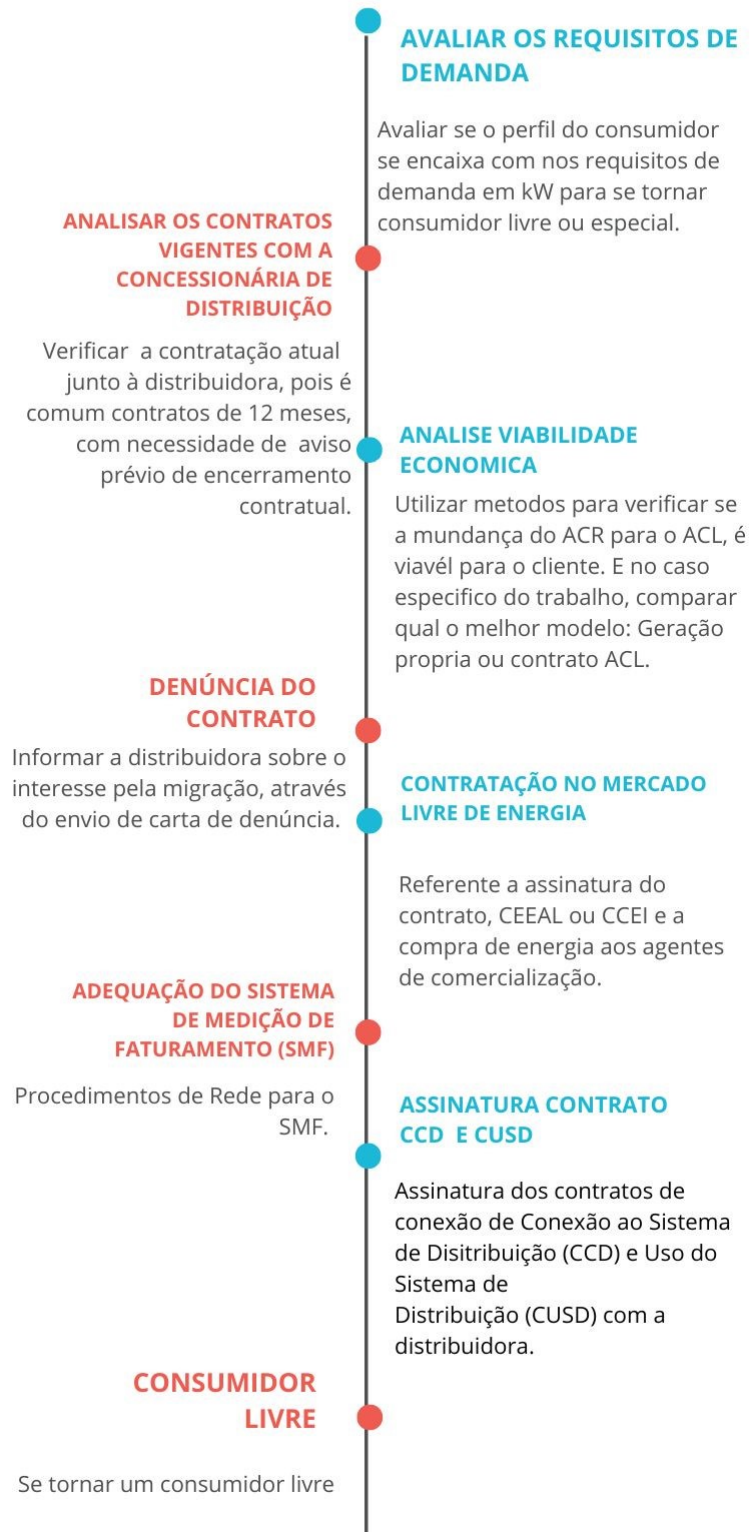 AVALIAR OS REQUISITOS DE
DEMANDA
Avaliar se o perfil do consumidor
se encaixa com nos requisitos de
demanda em kW para se tornar
consumidor livre ou especial.
ANALISAR OS CONTRATOS
VIGENTES COM A
CONCESSIONÁRIA DE
DISTRIBUIÇÃO
Verificar a contratação atual
junto à distribuidora, pois é
comum contratos de 12 meses,
com necessidade de aviso
prévio de encerramento
contratual.
ANALISE VIABILIDADE
ECONOMICA
Utilizar metodos para verificar se
a mundança do ACR para o ACL, é
viavél para o cliente. E no caso
especifico do trabalho, comparar
qual o melhor modelo: Geração
propria ou contrato ACL.
DENÚNCIA DO
CONTRATO
Informar a distribuidora sobre o
interesse pela migração, através
do envio de carta de denúncia.
CONTRATAÇÃO NO MERCADO
LIVRE DE ENERGIA
Referente a assinatura do
contrato, CEEAL ou CCEI e a
compra de energia aos agentes
de comercialização.
ADEQUAÇÃO DO SISTEMA
DE MEDIÇÃO DE
FATURAMENTO (SMF)
Procedimentos de Rede para o
SMF.
ASSINATURA CONTRATO
CCD E CUSD
Assinatura dos contratos de
conexão de Conexão ao Sistema
de Disitribuição (CCD) e Uso do
Sistema de
Distribuição (CUSD) com a
distribuidora.
CONSUMIDOR
LIVRE
Se tornar um consumidor livre